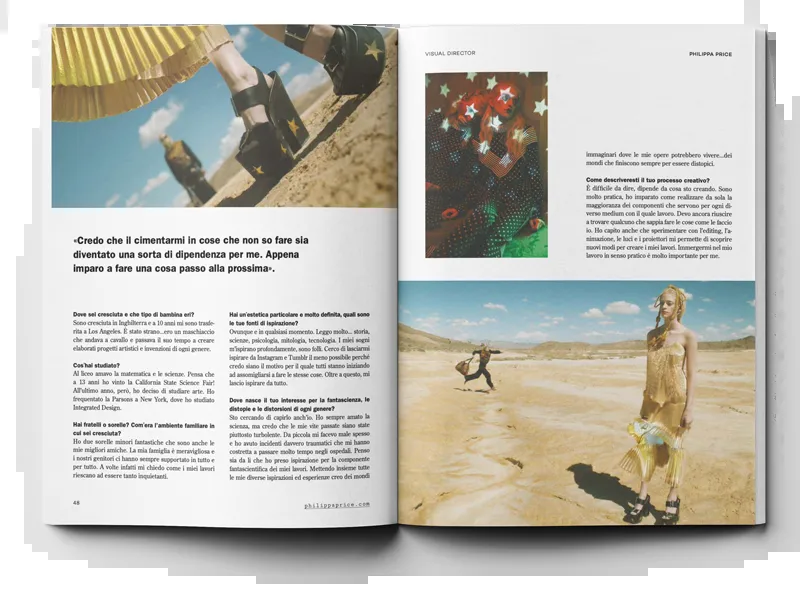 VISUAL DIRECTOR
PHILIPPA PRICE
«Credo che il cimentarmi in cose che non so fare sia
diventato una sorta di dipendenza per me. Appena
imparo a fare una cosa passo alla prossima».
Dove sei cresciuta e che tipo di bambina eri?
Sono cresciuta in Inghilterra e a 10 anni mi sono trasfe-
rita a Los Angeles. È stato strano...ero un maschiaccio
che andava a cavallo e passava il suo tempo a creare
elaborati progetti artistici e invenzioni di ogni genere.
Cos'hai studiato?
Al liceo amavo la matematica e le scienze. Pensa che
a 13 anni ho vinto la California State Science Fair!
All'ultimo anno, però, ho deciso di studiare arte. Ho
frequentato la Parsons a New York, dove ho studiato
Integrated Design.
Hai fratelli o sorelle? Com'era l'ambiente familiare in
cui sei cresciuta?
Ho due sorelle minori fantastiche che sono anche le
mie migliori amiche. La mia famiglia è meravigliosa e
i nostri genitori ci hanno sempre supportato in tutto e
per tutto. A volte infatti mi chiedo come i miei lavori
riescano ad essere tanto inquietanti.
Hai un'estetica particolare e molto definita, quali sono
le tue fonti di ispirazione?
Ovunque e in qualsiasi momento. Leggo molto... storia,
scienze, psicologia, mitologia, tecnologia. I miei sogni
m'ispirano profondamente, sono folli. Cerco di lasciarmi
ispirare da Instagram e Tumblr il meno possibile perché
credo siano il motivo per il quale tutti stanno iniziando
ad assomigliarsi a fare le stesse cose. Oltre a questo, mi
lascio ispirare da tutto.
Dove nasce il tuo interesse per la fantascienza, le
distopie e le distorsioni di ogni genere?
Sto cercando di capirlo anch'io. Ho sempre amato la
scienza, ma credo che le mie vite passate siano state
piuttosto turbolente. Da piccola mi facevo male spesso
e ho avuto incidenti davvero traumatici che mi hanno
costretta a passare molto tempo negli ospedali. Penso
sia da lì che ho preso ispirazione per la componente
fantascientifica dei miei lavori. Mettendo insieme tutte
le mie diverse ispirazioni ed esperienze creo dei mondi
48
philippaprice.com
immaginari dove le mie opere potrebbero vivere...dei
mondi che finiscono sempre per essere distopici.
Come descriveresti il tuo processo creativo?
È difficile da dire, dipende da cosa sto creando. Sono
molto pratica, ho imparato come realizzare da sola la
maggioranza dei componenti che servono per ogni di-
verso medium con il quale lavoro. Devo ancora riuscire
a trovare qualcuno che sappia fare le cose come le faccio
io. Ho capito anche che sperimentare con l'editing, l'a-
nimazione, le luci e i proiettori mi permette di scoprire
nuovi modi per creare i miei lavori. Immergermi nel mio
lavoro in senso pratico è molto importante per me.